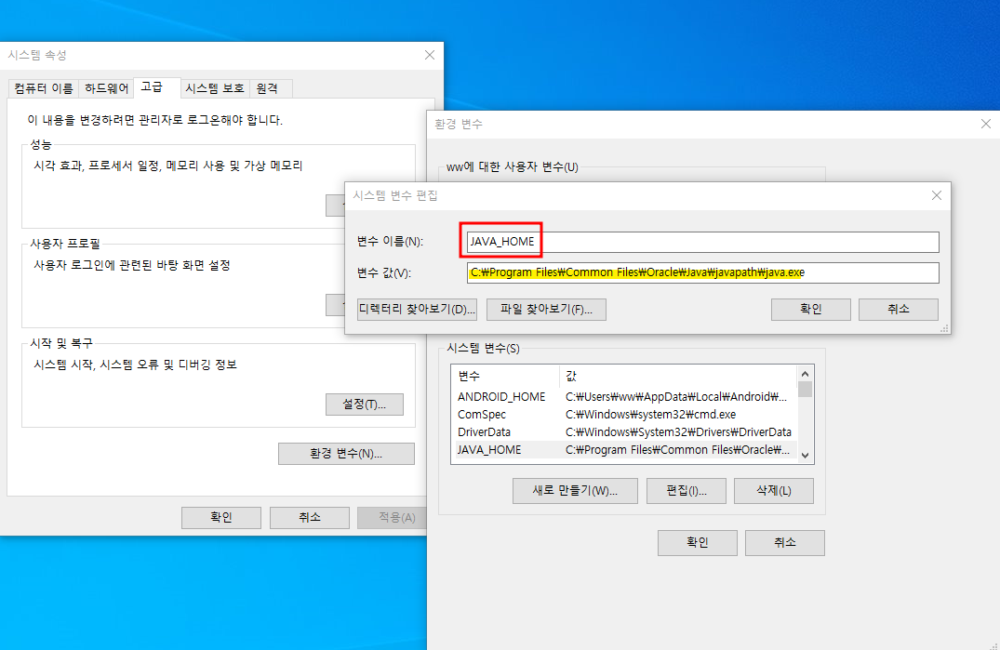 시스템 속성
컴퓨터 이름 하드웨어 고급 시스템 보호 원격
이 내용을 변경하려면 관리자로 로그온해야 합니다.
성능
시각 효과, 프로세서 일정, 메모리 사용 및 가상 메모리
사용자 프로필
사용자 로그인에 관련된 바탕 화면 설정
시작 및 복구
시스템 시작, 시스템 오류 및 디버깅 정보
설정(T)...
환경 변수(N)...
확인 취소 적용(A)
환경 변수
ww에 대한 사용자 변수(U)
시스템 변수 편집
변수 이름(N): JAVA_HOME
변수 값(V): C:₩Program Files₩Common Files₩Oracle₩Java₩javapath₩java.exe
디렉터리 찾아보기(D)... 파일 찾아보기(F)... 확인 취소
시스템 변수(S)
변수 값
ANDROID_HOME C:₩Users₩ww₩AppData₩Local₩Android₩...
ComSpec C:₩Windows₩system32₩cmd.exe
DriverData C:₩Windows₩System32₩Drivers₩DriverData
JAVA_HOME C:₩Program Files₩Common Files₩Oracle₩...
새로 만들기(W)... 편집(I)... 삭제(L)
확인 취소